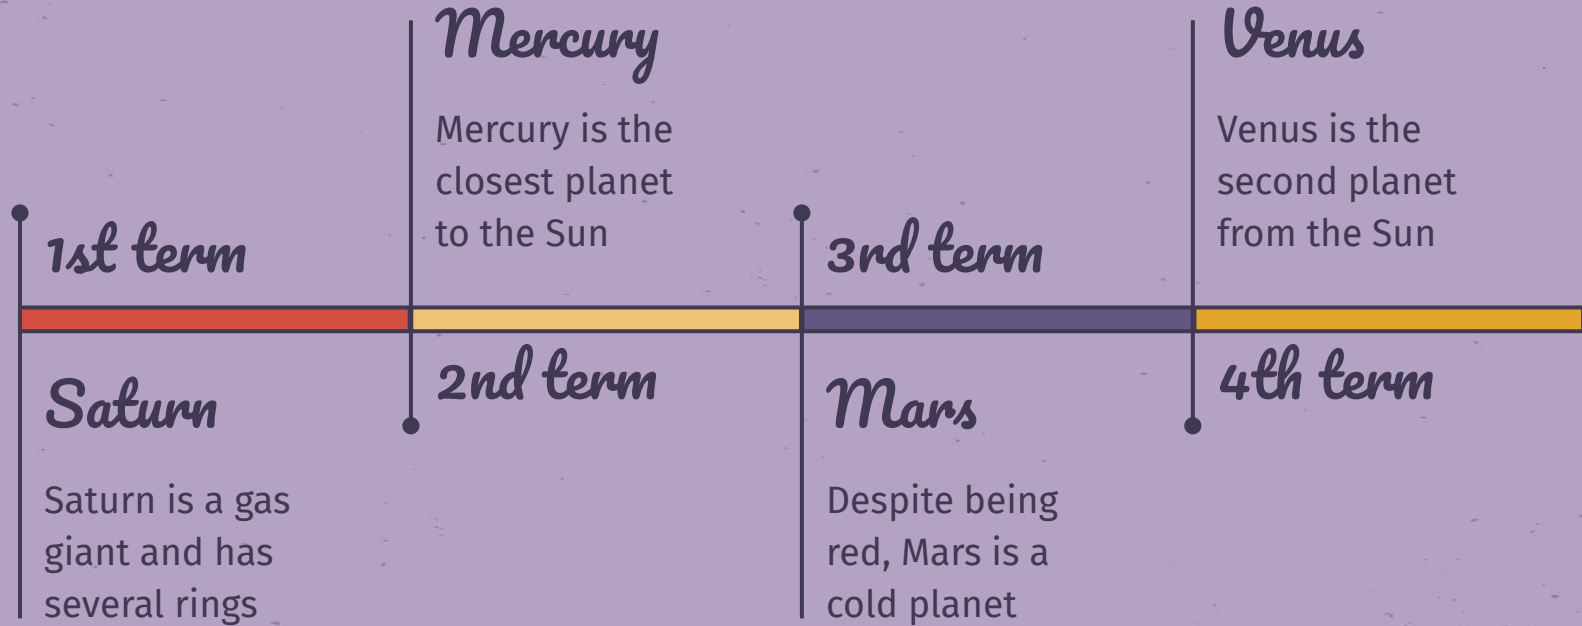 1st term
Saturn
Saturn is a gas
giant and has
several rings
Mercury
Mercury is the
closest planet
to the Sun
2nd term
3rd term
Mars
Despite being
red, Mars is a
cold planet
Venus
Venus is the
second planet
from the Sun
4th term